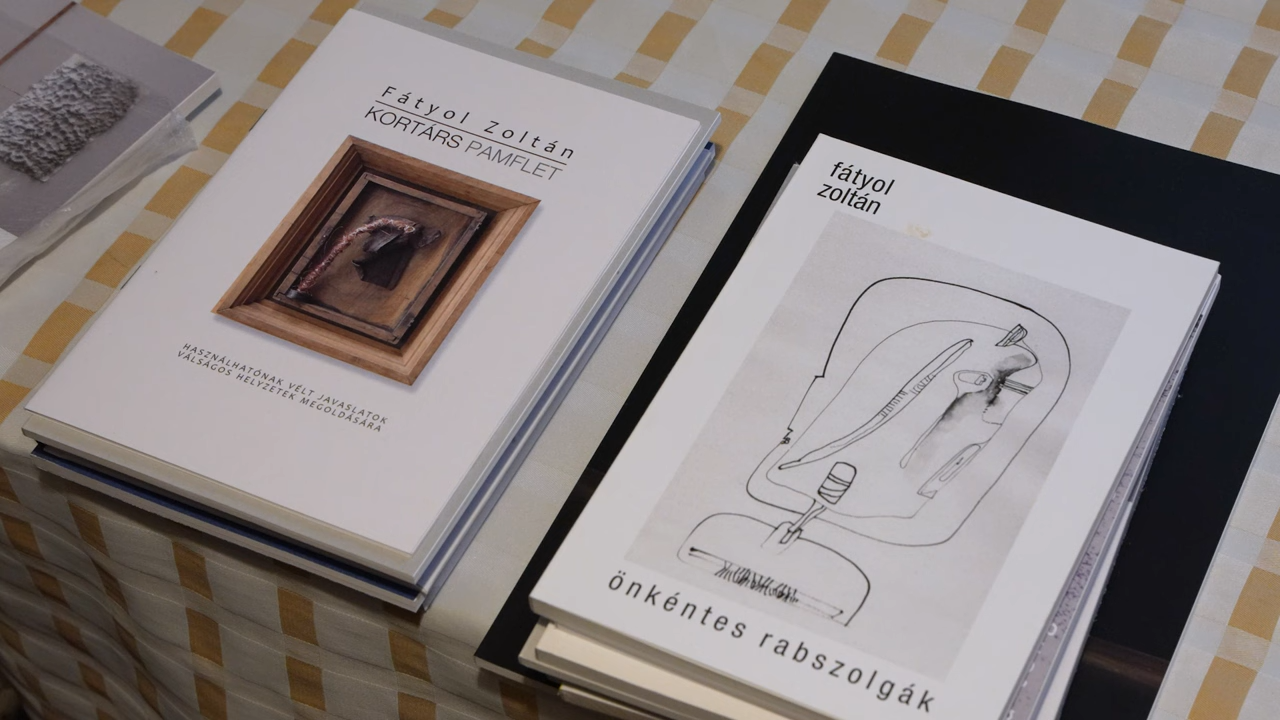 Fátyol Zoltán
KORTÁRS PAMFLET
HASZNÁLHATÓNAK VÉLT JAVASLATOK
VÁLSÁGOS HELYZETEK MEGOLDÁSÁRA
fátyol
zoltán
önkéntes rabszolgák